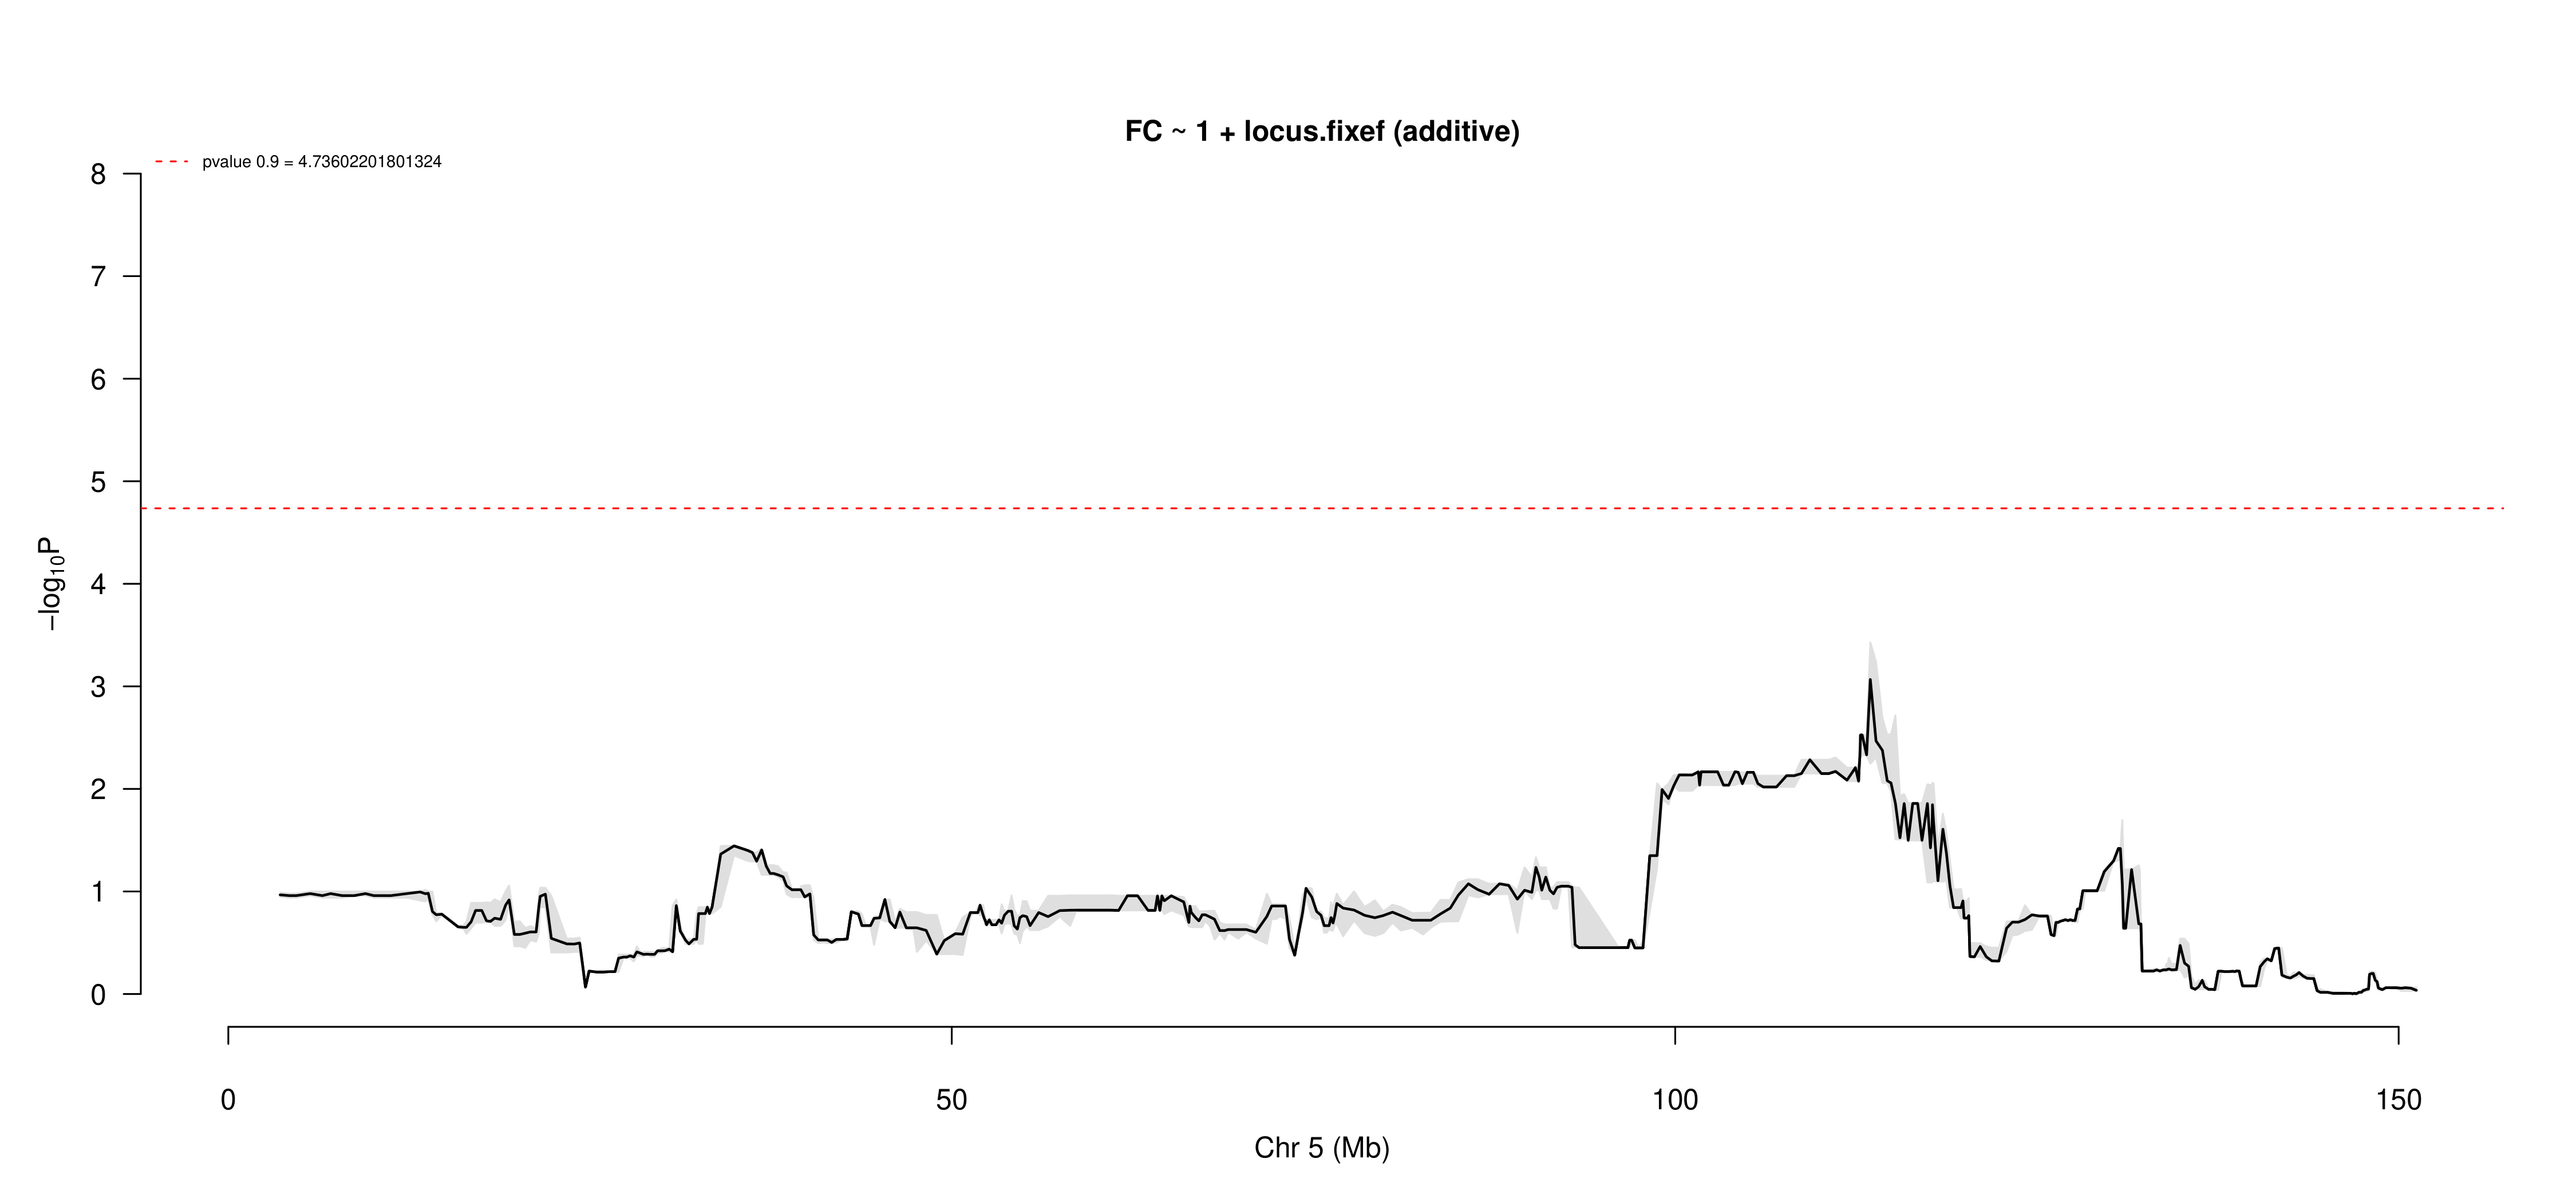 FC ~ 1 + locus.fixef (additive)
pvalue 0.9 = 4.73602201801324
8
7
6
5
4
3
2
1
0
−log10P
0 50 100 150
Chr 5 (Mb)